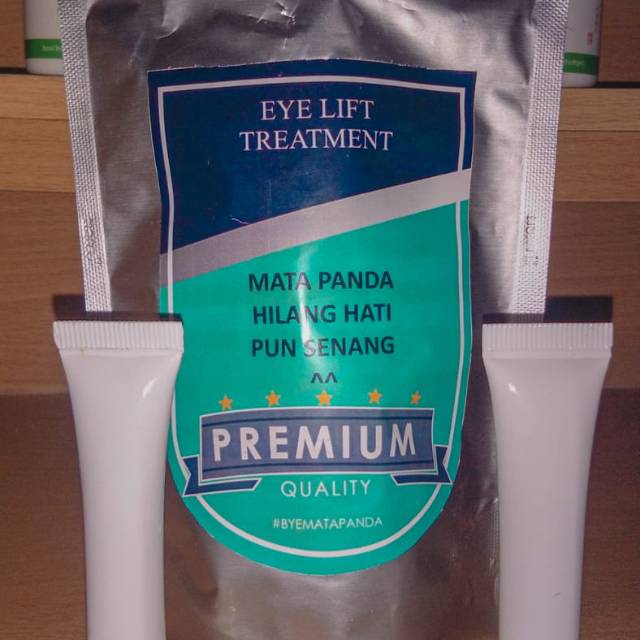 EYE LIFT
TREATMENT
MATA PANDA
HILANG HATI
PUN SENANG
^^
PREMIUM
QUALITY
#BYEMATAPANDA